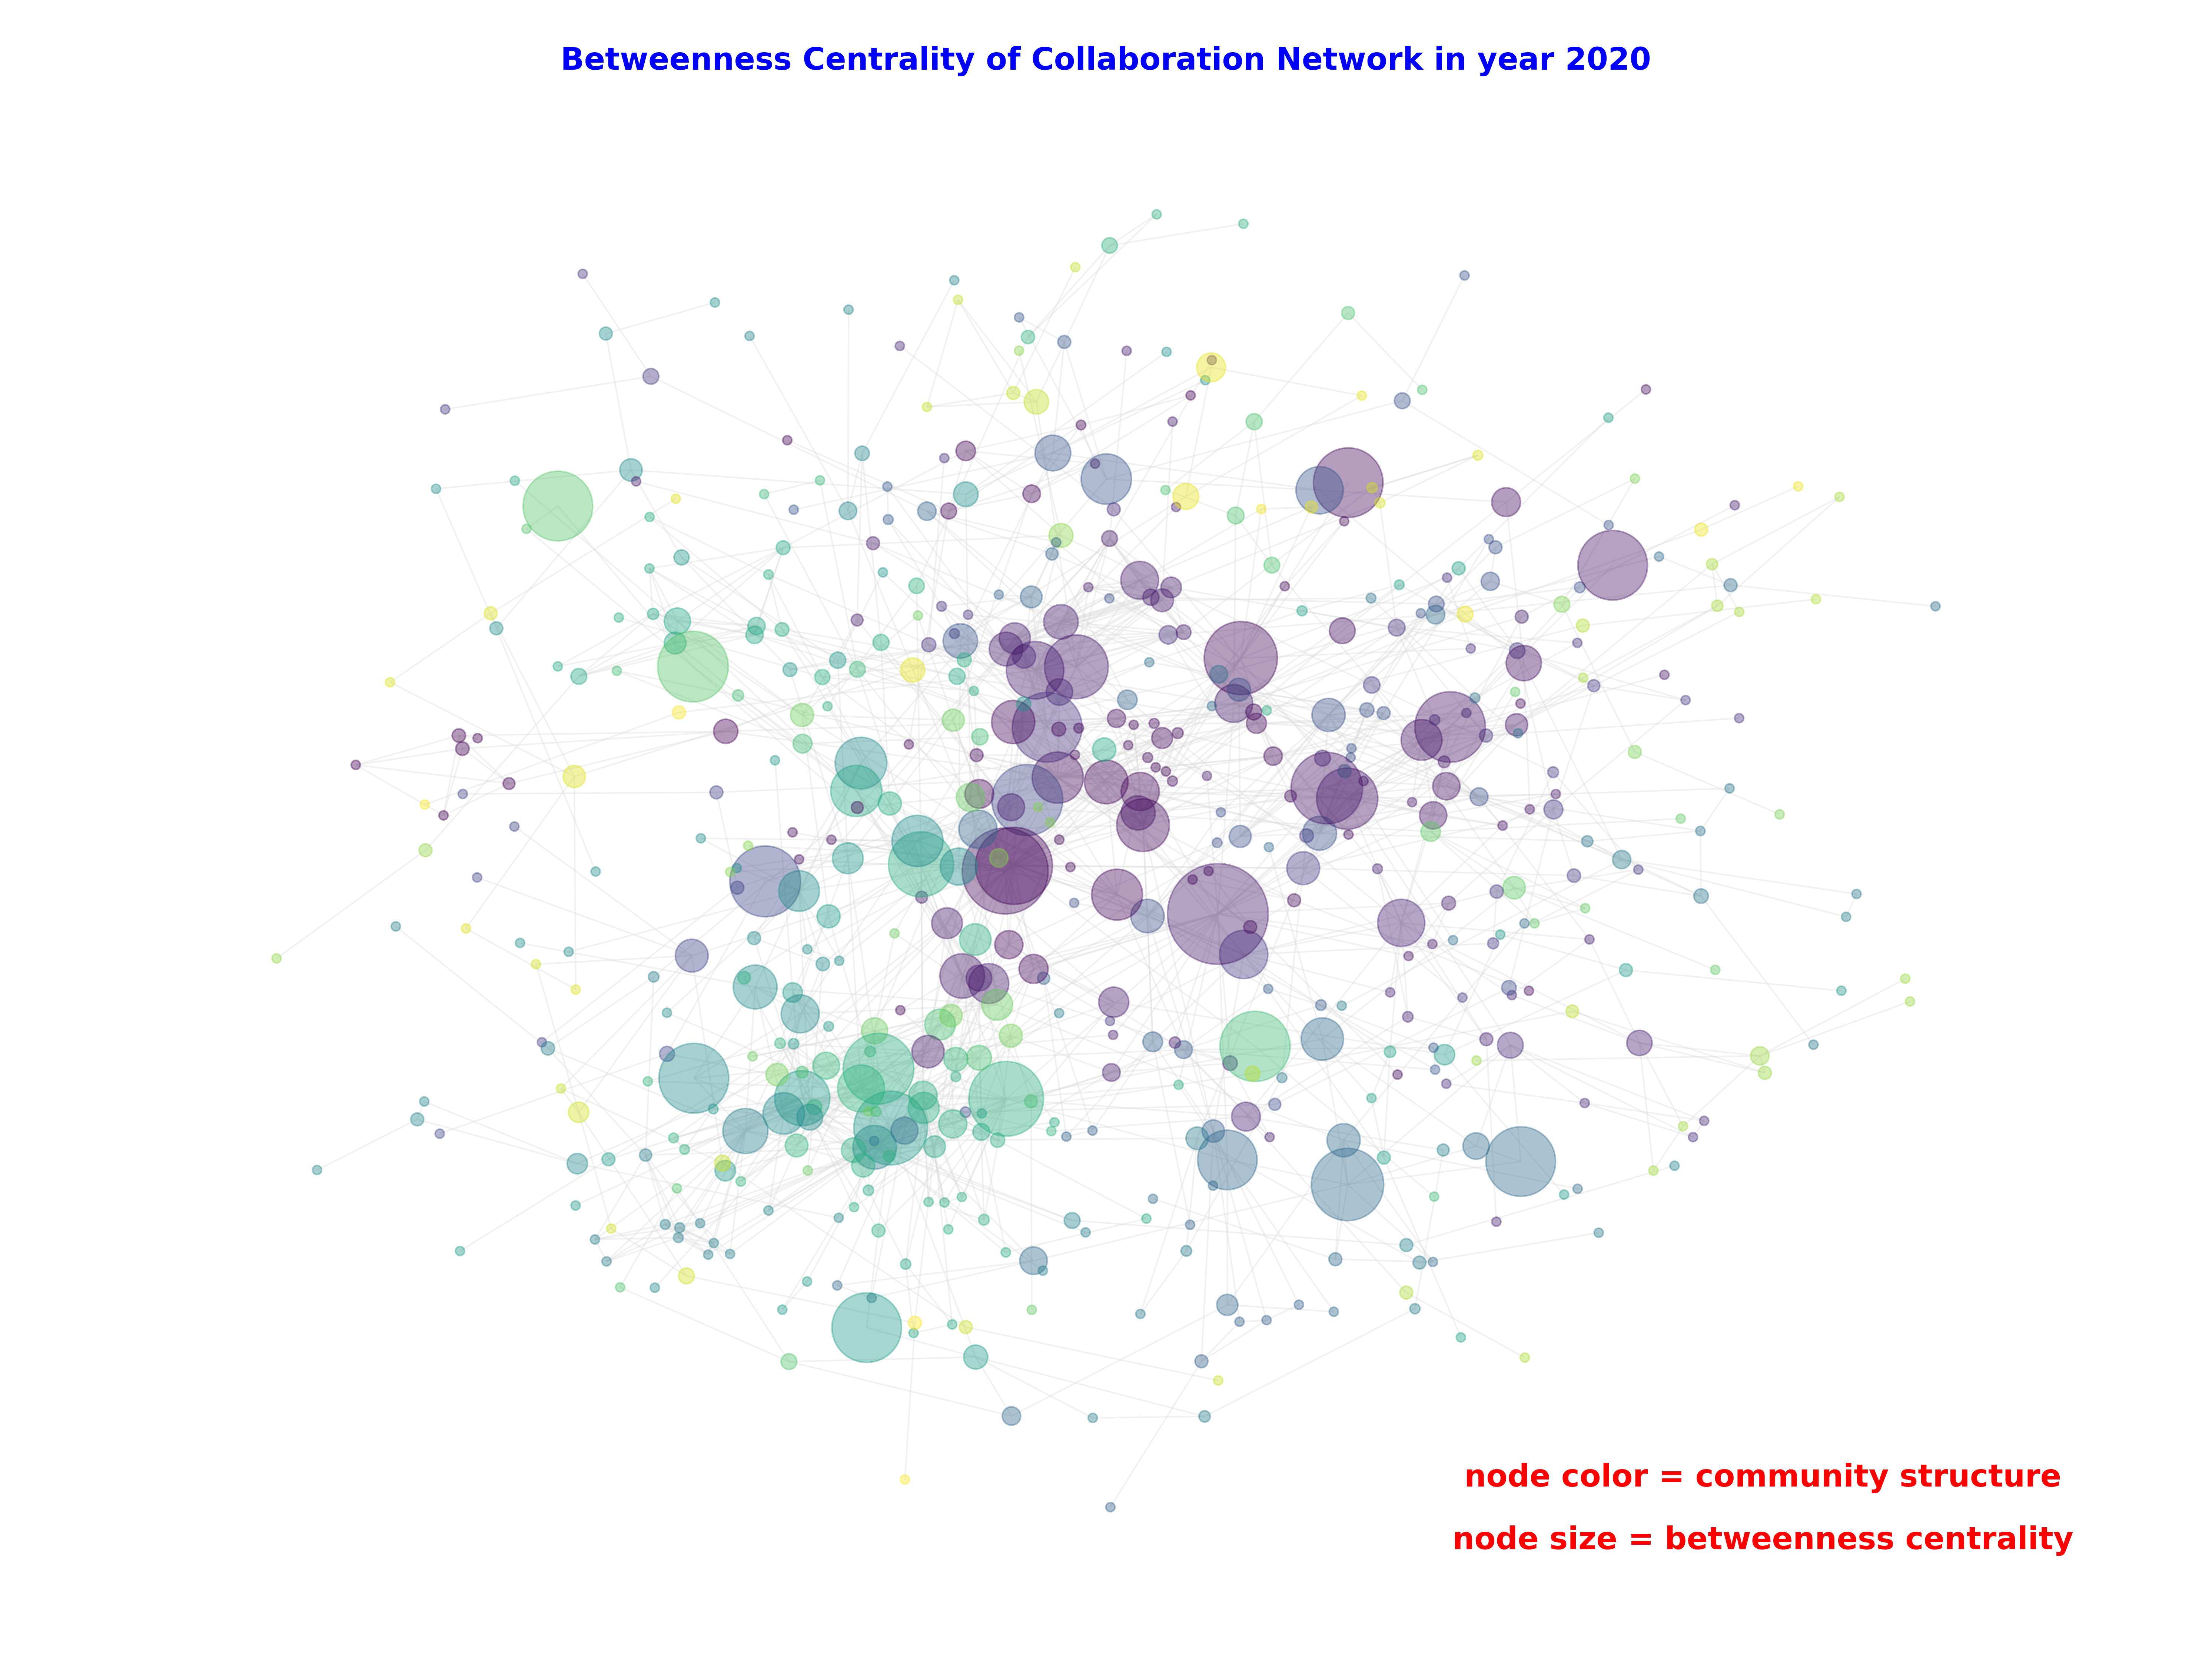 Betweenness Centrality of Collaboration Network in year 2020
node color = community structure
node size = betweenness centrality